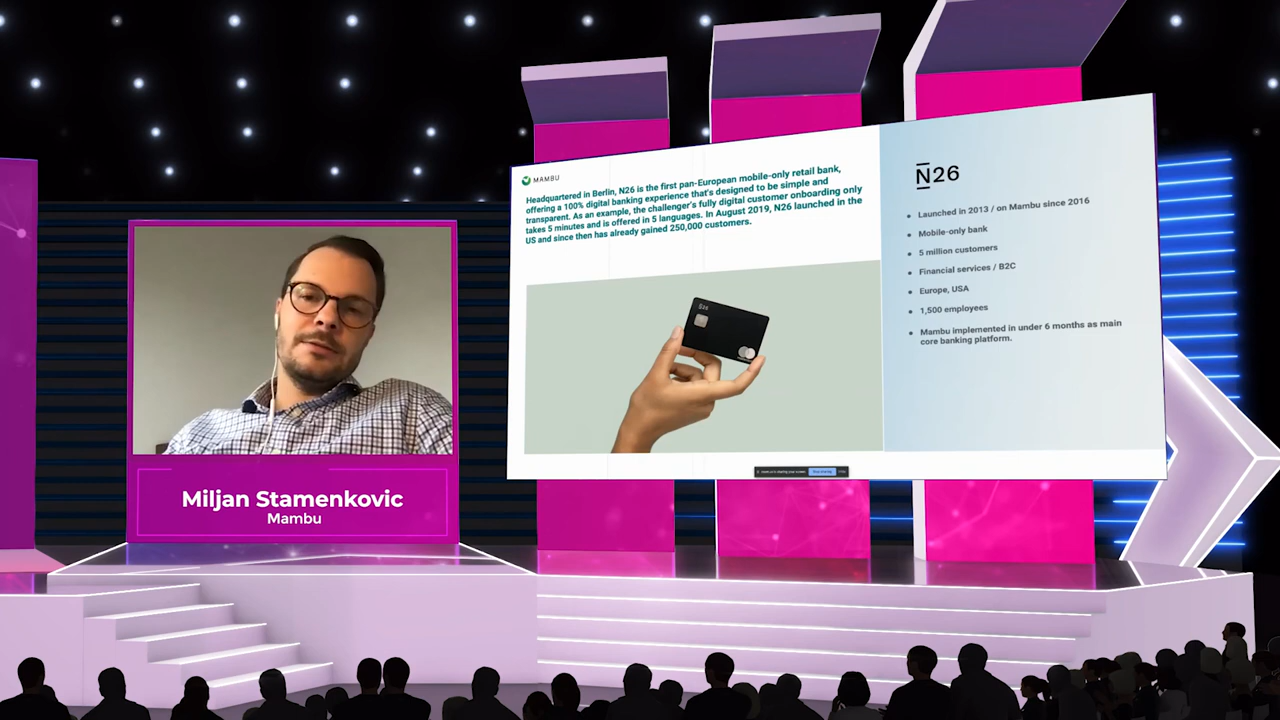 MAMBU
Headquartered in Berlin, N26 is the first pan-European mobile-only retail bank,
offering a 100% digital banking experience that's designed to be simple and
transparent. As an example, the challenger's fully digital customer onboarding only
takes 5 minutes and is offered in 5 languages. In August 2019, N26 launched in the
US and since then has already gained 250,000 customers.
N26
N26
• Launched in 2013 / on Mambu since 2016
• Mobile-only bank
• 5 million customers
• Financial services / B2C
• Europe, USA
• 1,500 employees
• Mambu implemented in under 6 months as main
core banking platform.
Stop sharing
Miljan Stamenkovic
Mambu